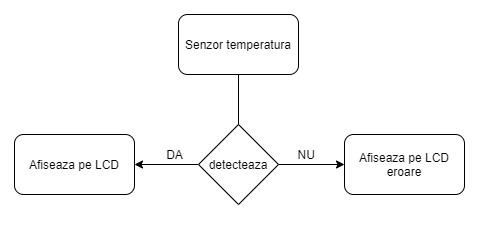 Senzor temperatura
DA
NU
Afiseaza pe LCD
detecteaza
Afiseaza pe LCD
eroare